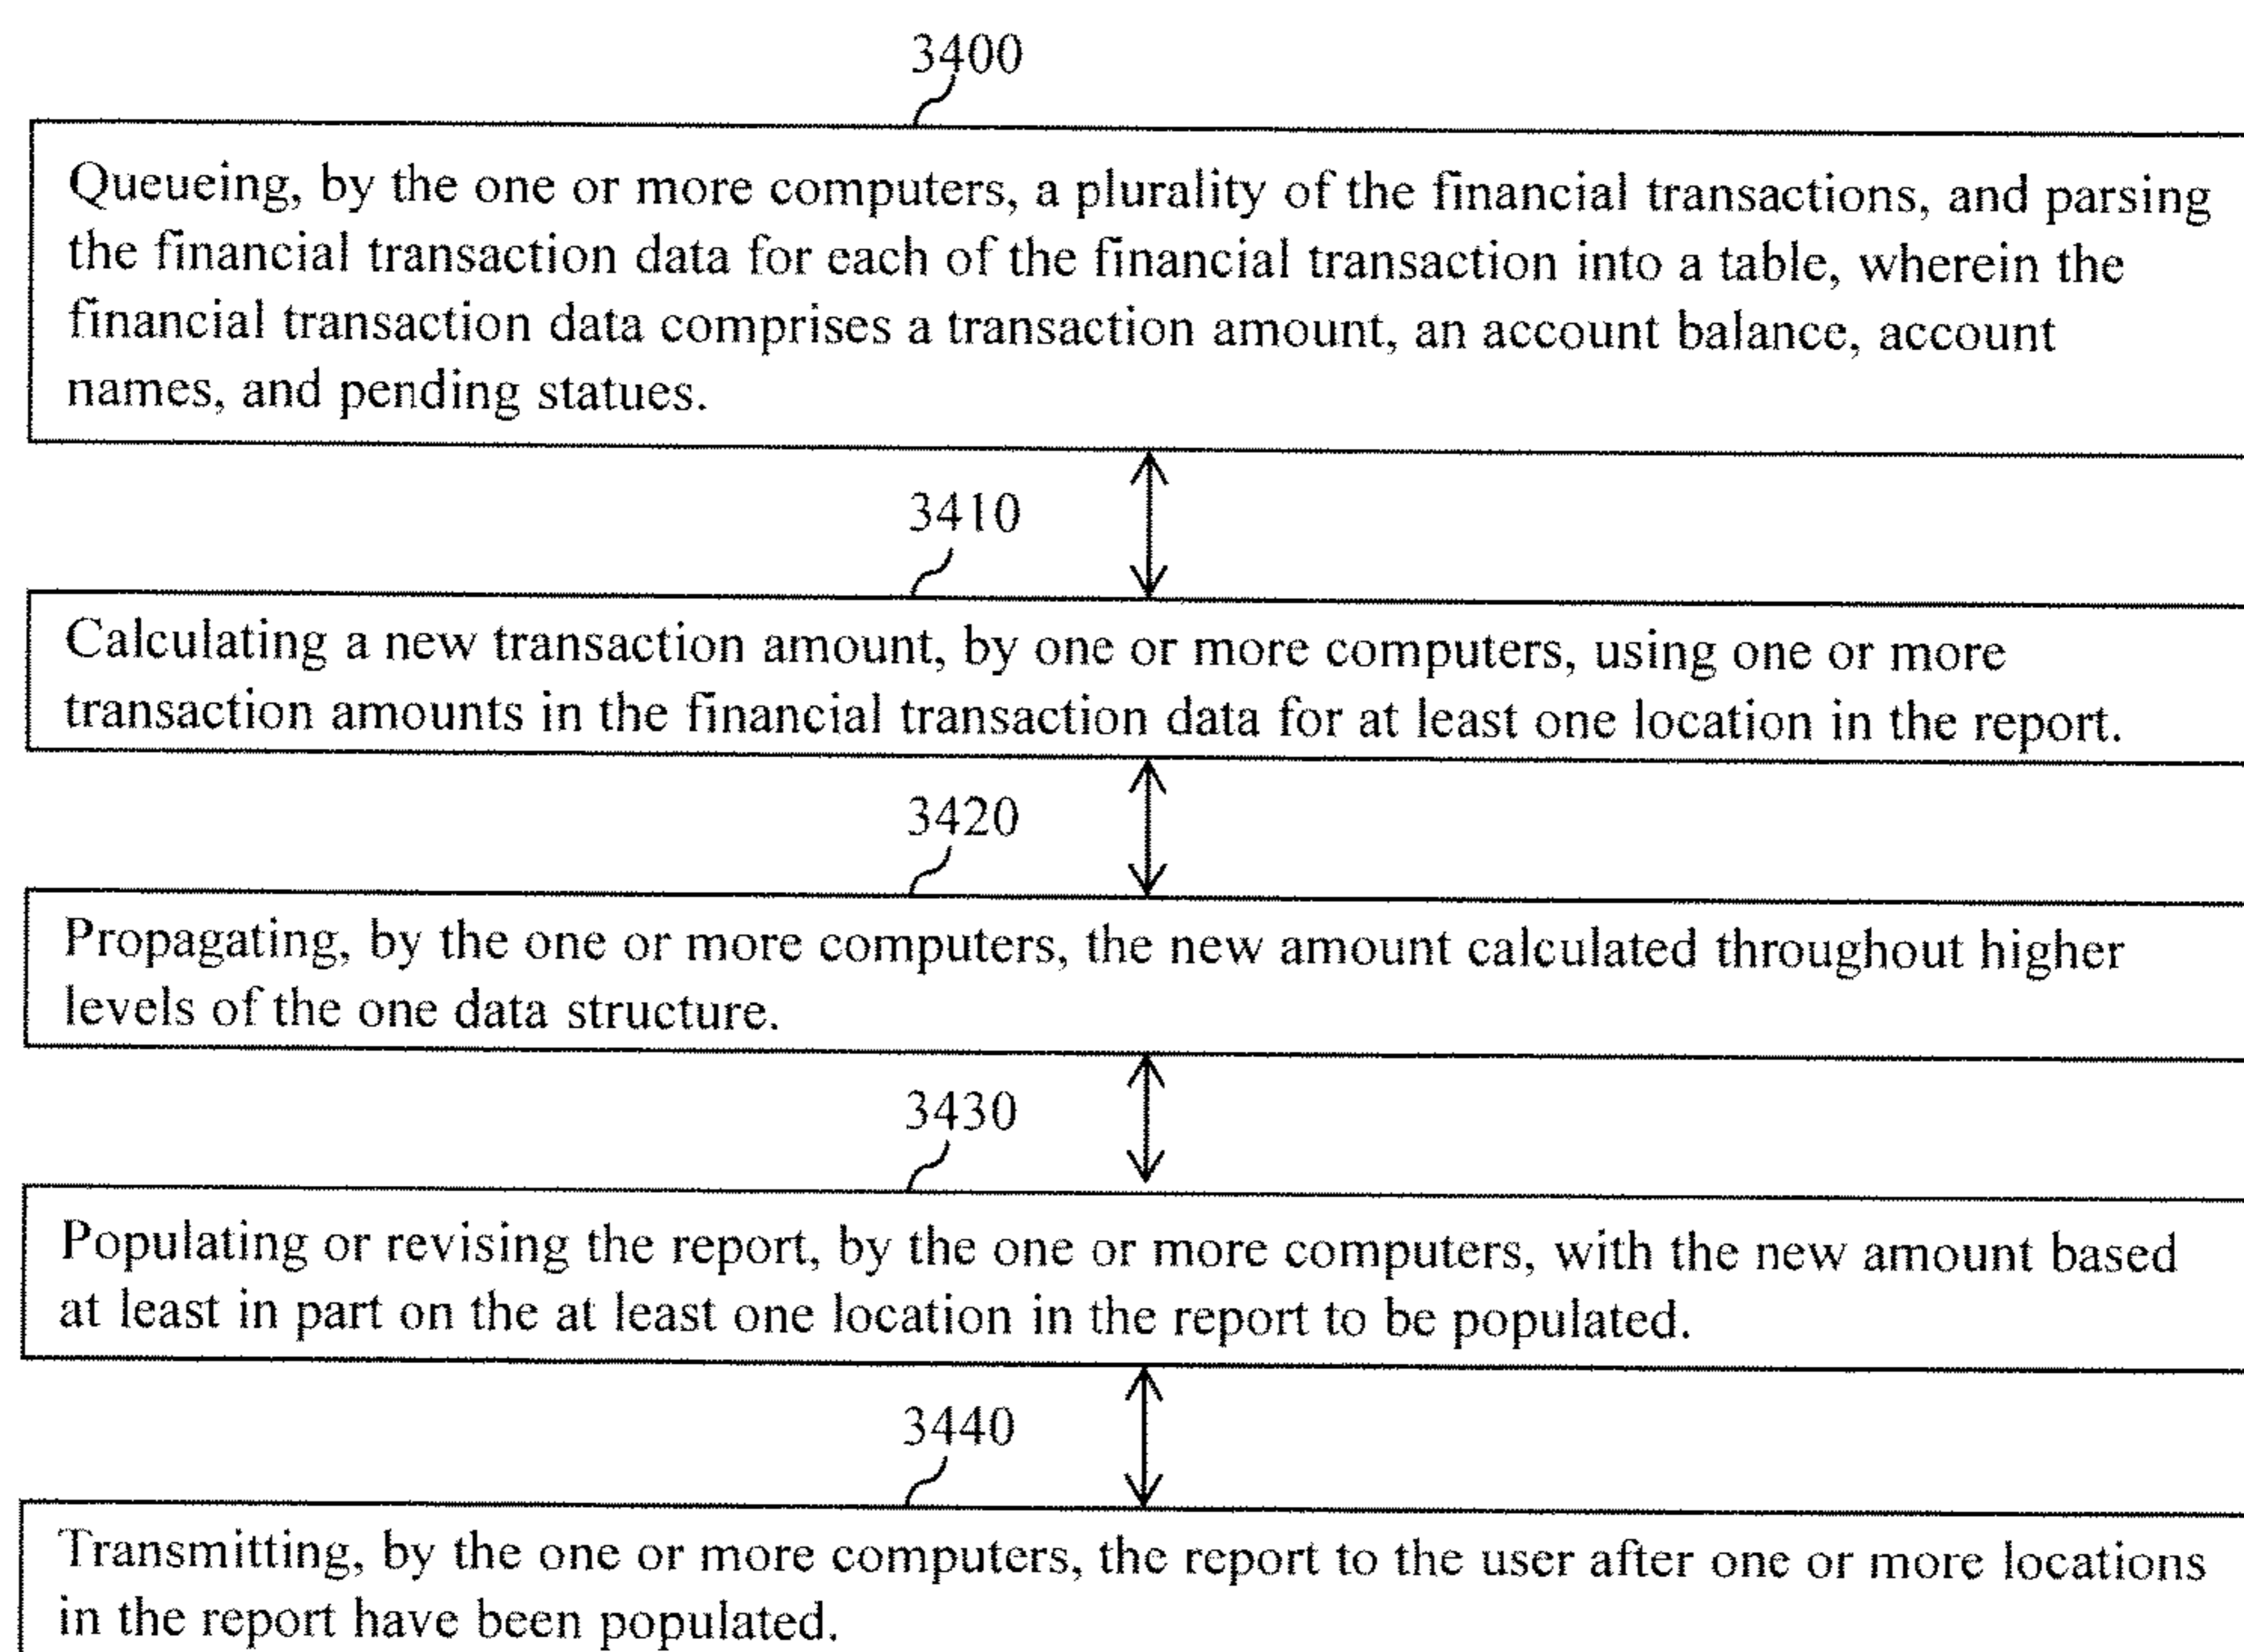 3400
Queueing, by the one or more computers, a plurality of the financial transactions, and parsing
the financial transaction data for each of the financial transaction into a table, wherein the
financial transaction data comprises a transaction amount, an account balance, account
names, and pending statues.
3410
Calculating a new transaction amount, by one or more computers, using one or more
transaction amounts in the financial transaction data for at least one location in the report.
3420
Propagating, by the one or more computers, the new amount calculated throughout higher
levels of the one data structure.
3430
Populating or revising the report, by the one or more computers, with the new amount based
at least in part on the at least one location in the report to be populated.
3440
Transmitting, by the one or more computers, the report to the user after one or more locations
in the report have been populated.